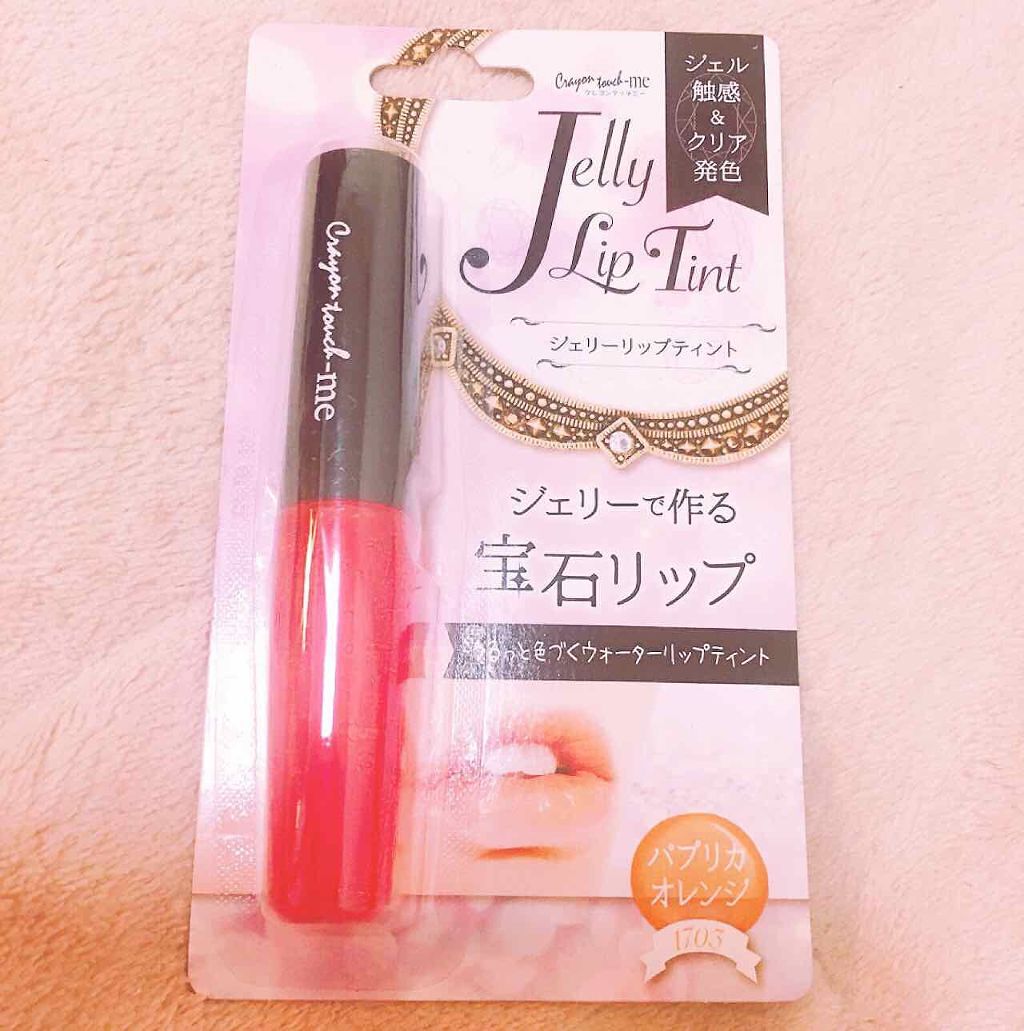 Crayon touch-me
クレヨンタッチミー
Jelly
Lip Tint
ジェル
触感
&
クリア
発色
ジェリーリップティント
Crayon touch-me
ジェリーで作る
宝石リップ
っと色づくウォーターリップティント
パプリカ
オレンジ
1703